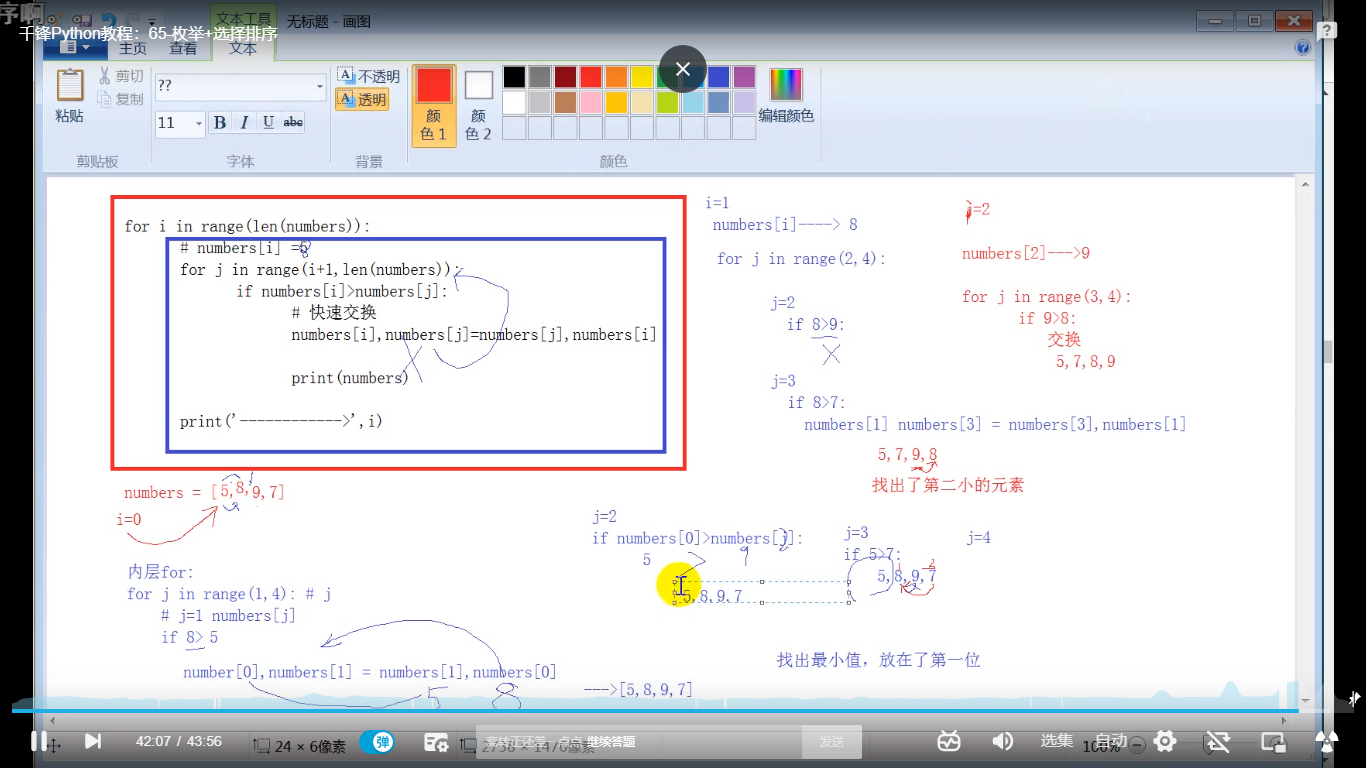 序啊
文本工具
无标题 - 画图
千锋Python教程：65-枚举+选择排序
主页 查看 文本
粘贴
剪切
复制
??
11 B I U abc
不透明
透明
颜色 1
颜色 2
编辑颜色
剪贴板 字体 背景 颜色
for i in range(len(numbers)):
# numbers[i] =
for j in range(i+1,len(numbers)):
if numbers[i]>numbers[j]:
# 快速交换
numbers[i],numbers[j]=numbers[j],numbers[i]
print(numbers)
print('------------>',i)
numbers = [5,8,9,7]
i=0
内层for:
for j in range(1,4): # j
# j=1 numbers[j]
if 8> 5
number[0],numbers[1] = numbers[1],numbers[0]
5 8
--->[5,8,9,7]
i=1
numbers[i]----> 8
for j in range(2,4):
j=2
if 8>9:
X
j=3
if 8>7:
numbers[1] numbers[3] = numbers[3],numbers[1]
5,7,9,8
找出了第二小的元素
=2
numbers[2]--->9
for j in range(3,4):
if 9>8:
交换
5,7,8,9
j=2
if numbers[0]>numbers[j]:
5 > 9
5,8,9,7
j=3
if 5>7:
5,8,9,7
j=4
找出最小值，放在了第一位
42:07 / 43:56
24 × 6像素
弹
继续答题
发送
选集
自动
100%